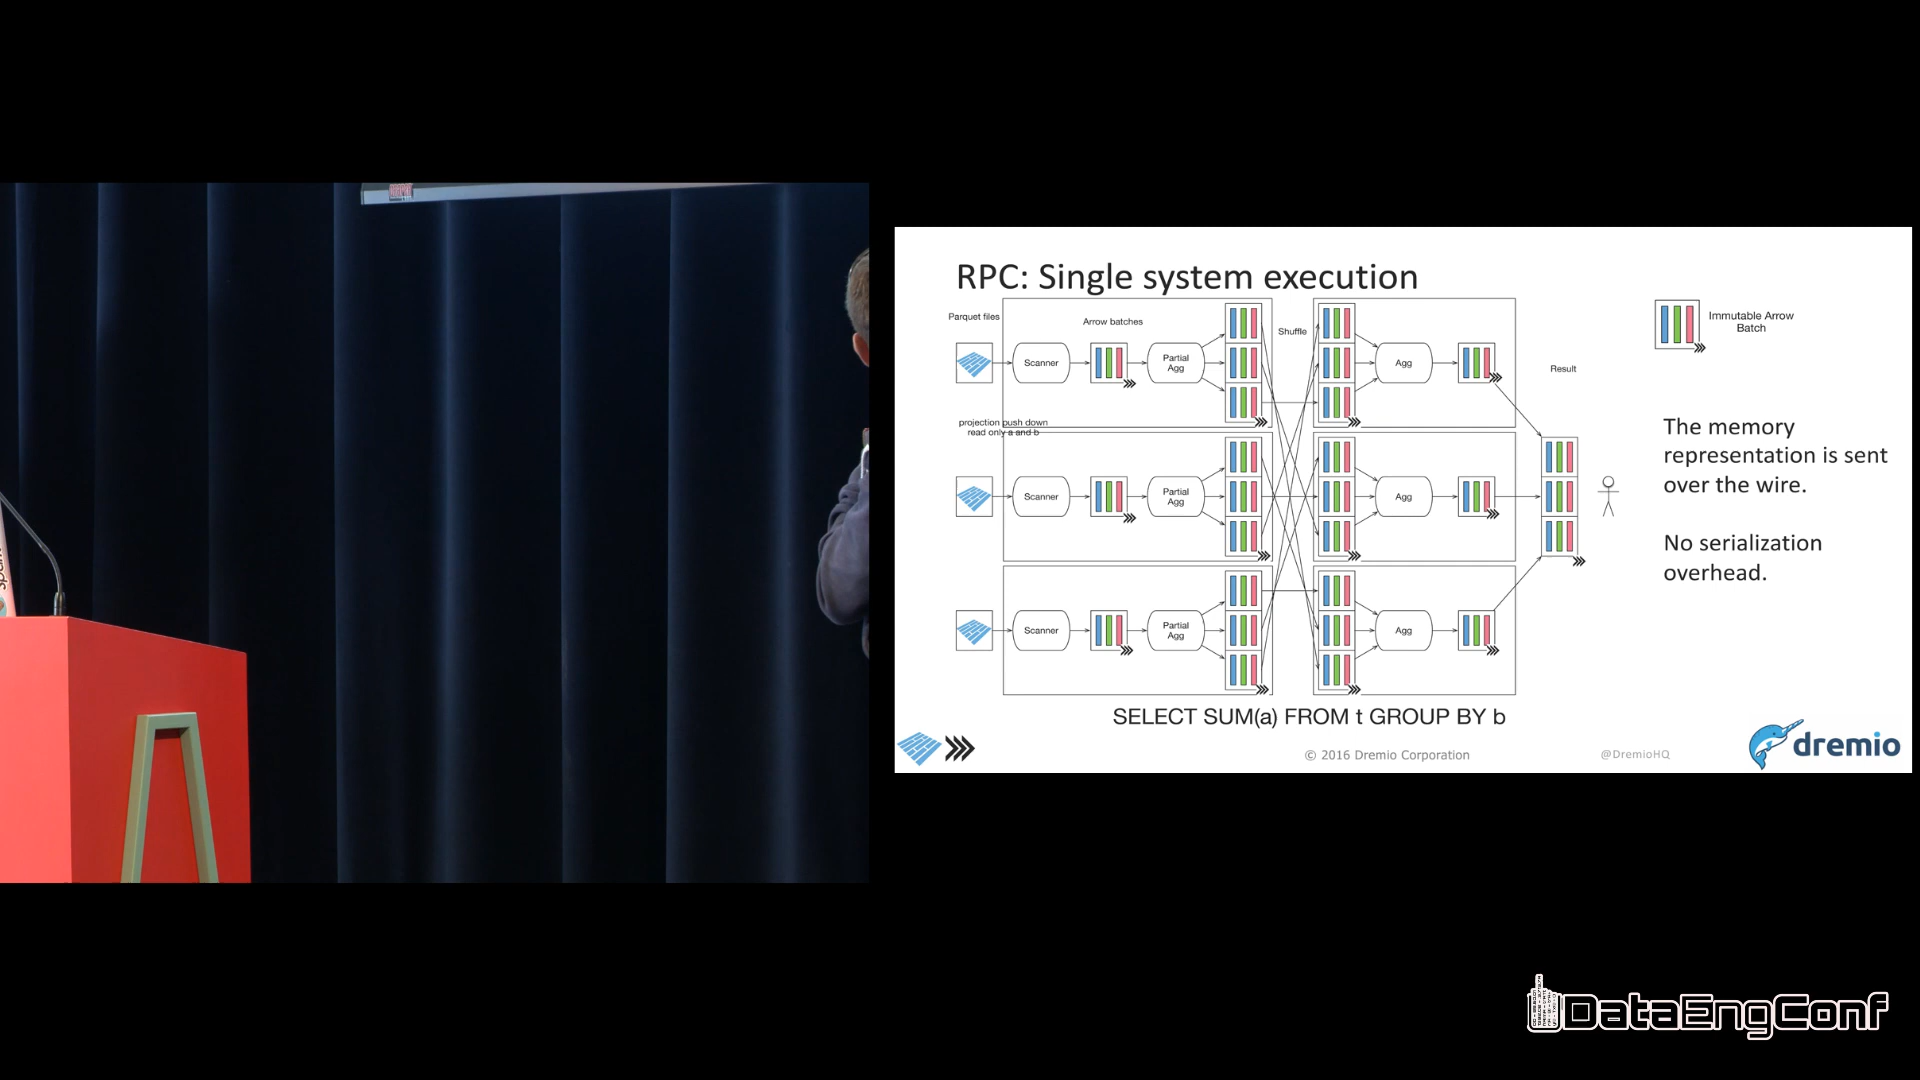 RPC: Single system execution
Parquet files
Arrow batches
Shuffle
Immutable Arrow
Batch
Result
Scanner
Partial
Agg
Agg
projection push down
read only a and b
Scanner
Partial
Agg
Agg
Scanner
Partial
Agg
Agg
The memory
representation is sent
over the wire.
No serialization
overhead.
SELECT SUM(a) FROM t GROUP BY b
© 2016 Dremio Corporation
@DremioHQ
dremio
DataEngConf